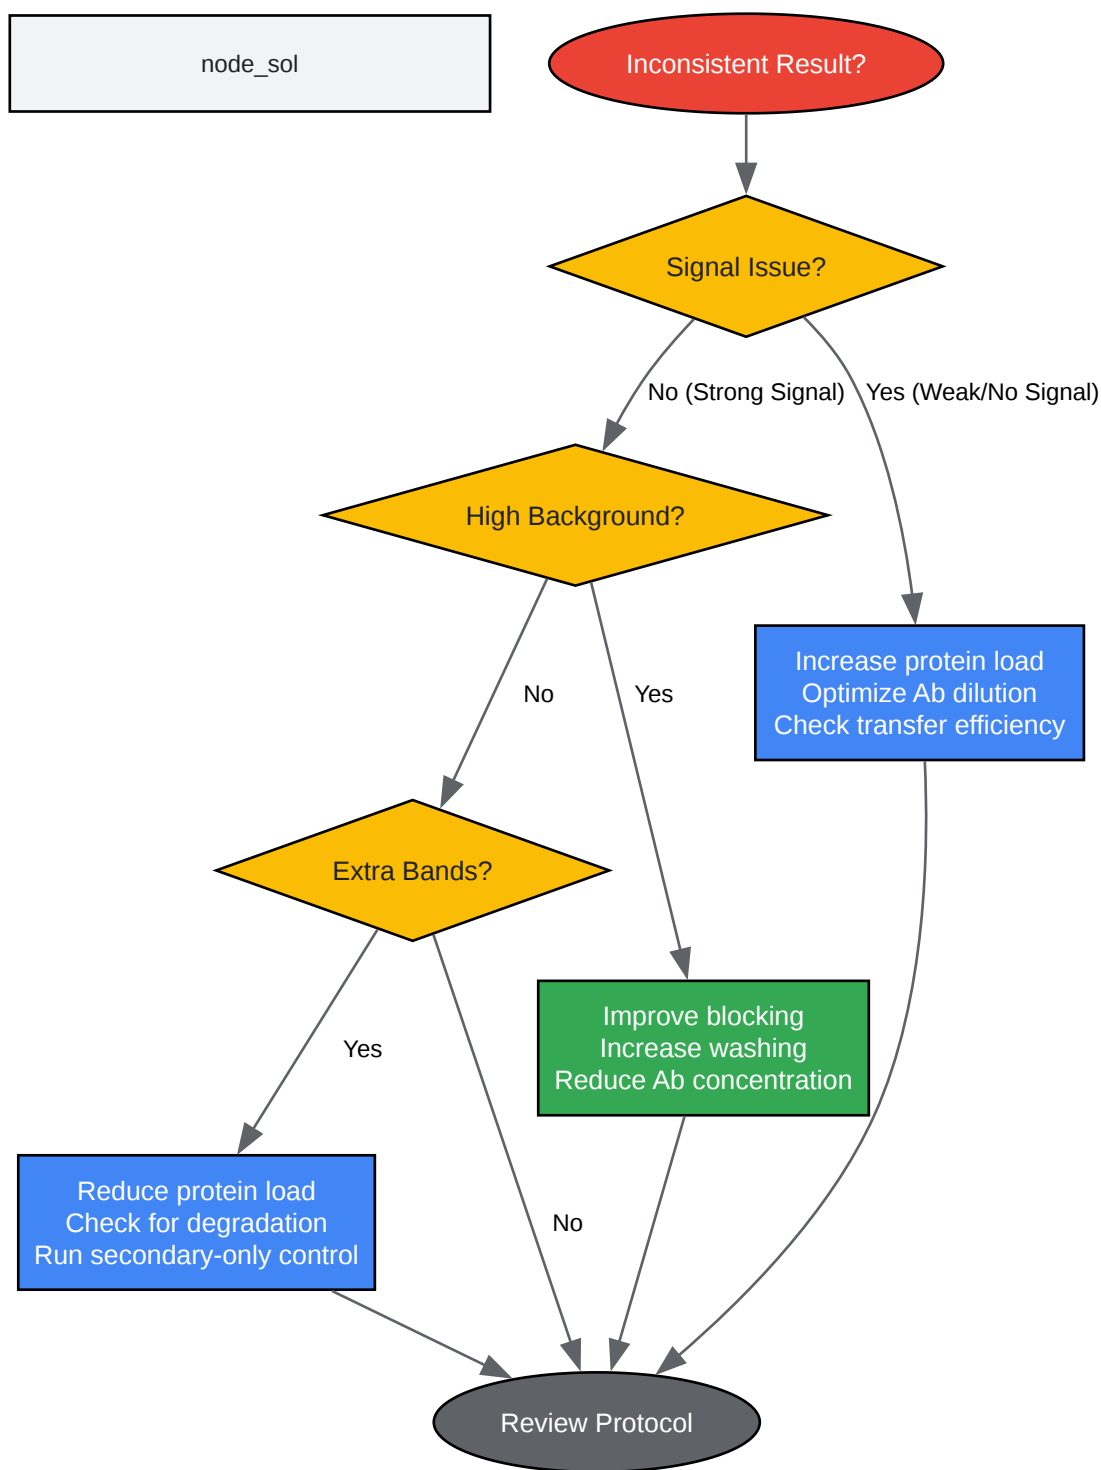 node_sol
Inconsistent Result?
Signal Issue?
No (Strong Signal)
Yes (Weak/No Signal)
High Background?
No
Yes
Increase protein load
Optimize Ab dilution
Check transfer efficiency
Extra Bands?
Yes
No
Improve blocking
Increase washing
Reduce Ab concentration
Reduce protein load
Check for degradation
Run secondary-only control
Review Protocol